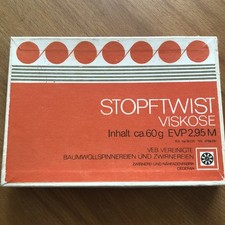 STOPFTWIST
VISKOSE
Inhalt ca. 60 g EVP 2,95 M
VEB VEREINIGTE
BAUMWOLLSPINNEREIEN UND ZWIRNEREIEN